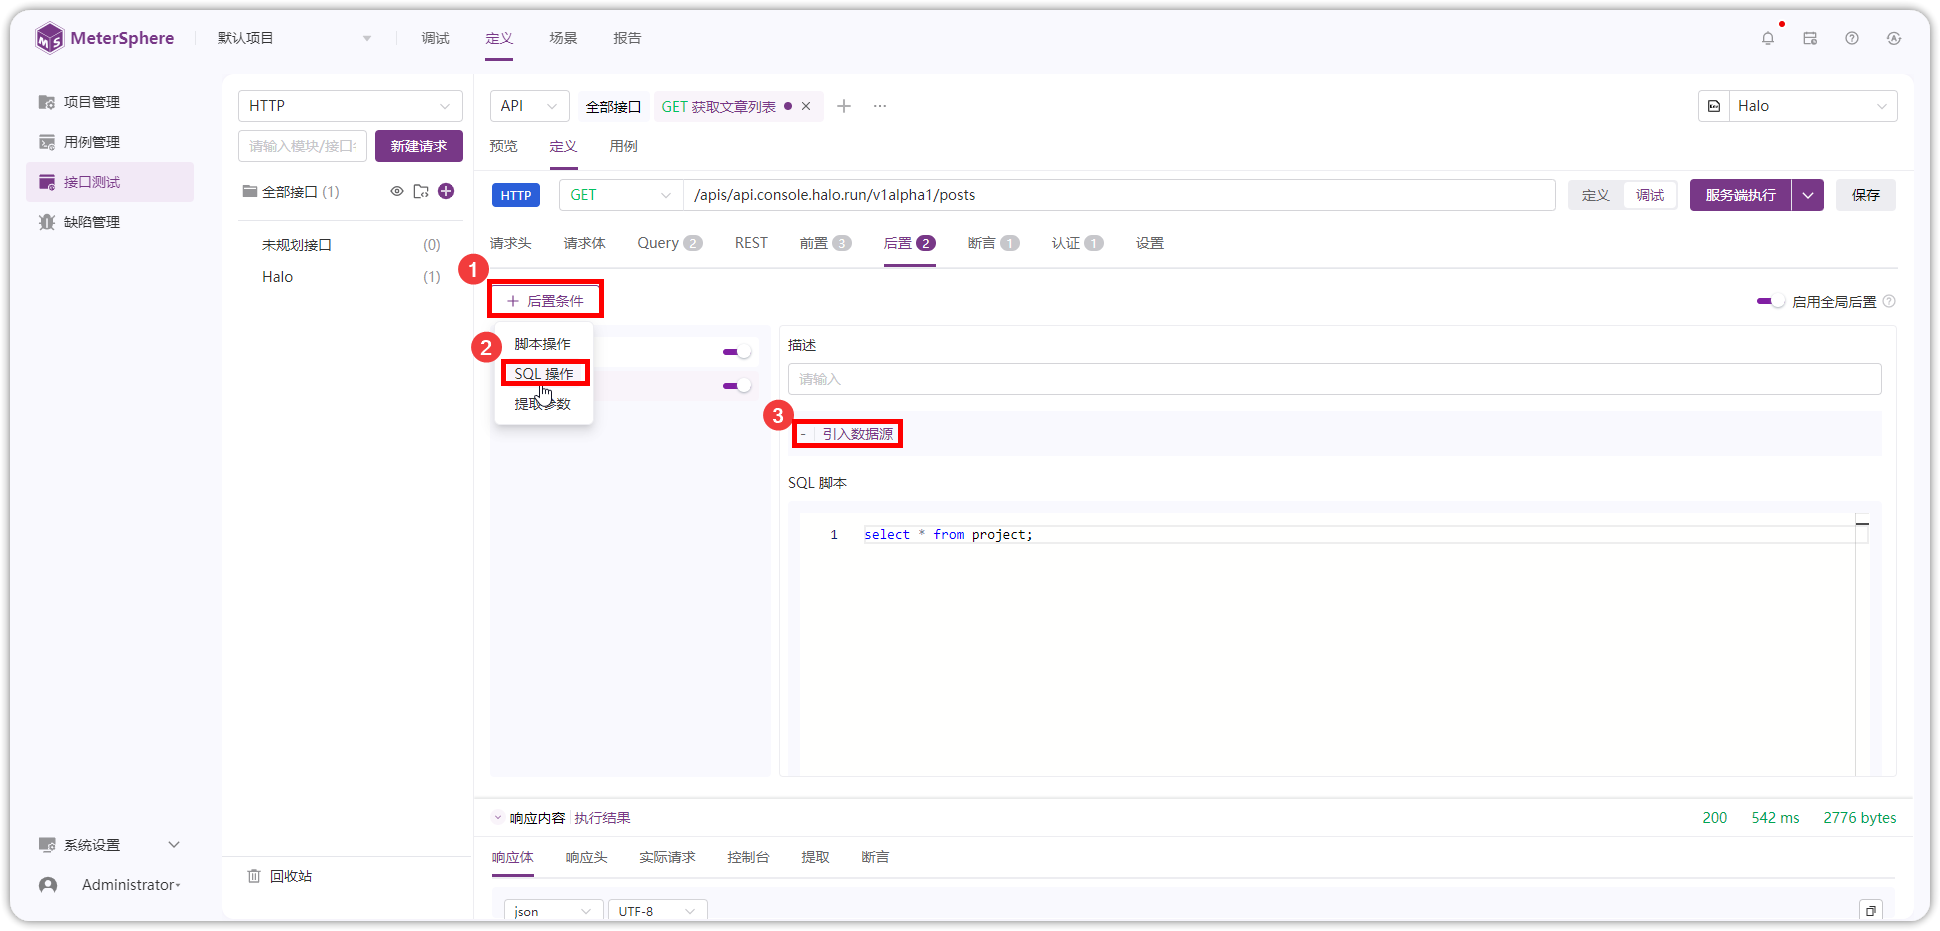 MeterSphere
默认项目
调试
定义
场景
报告
项目管理
用例管理
接口测试
缺陷管理
系统设置
Administrator
HTTP
请输入模块/接口
新建请求
全部接口 (1)
未规划接口 (0)
Halo (1)
回收站
API
全部接口
GET 获取文章列表
Halo
预览
定义
用例
HTTP
GET
/apis/api.console.halo.run/v1alpha1/posts
定义
调试
服务端执行
保存
请求头
请求体
Query 2
REST
前置 3
后置 2
断言 1
认证 1
设置
1
+ 后置条件
启用全局后置
2
脚本操作
SQL 操作
提取参数
描述
请输入
3
- 引入数据源
SQL 脚本
1 select * from project;
响应内容
执行结果
200
542 ms
2776 bytes
响应体
响应头
实际请求
控制台
提取
断言
json
UTF-8